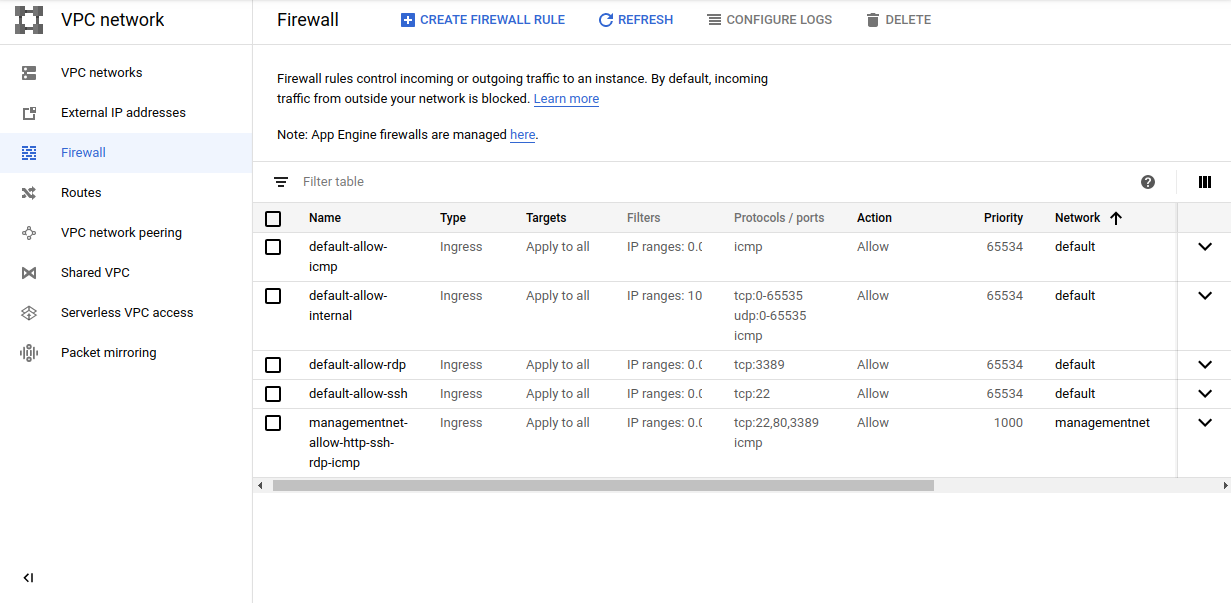 VPC network
Firewall
CREATE FIREWALL RULE
REFRESH
CONFIGURE LOGS
DELETE
VPC networks
External IP addresses
Firewall
Routes
VPC network peering
Shared VPC
Serverless VPC access
Packet mirroring
Firewall rules control incoming or outgoing traffic to an instance. By default, incoming
traffic from outside your network is blocked. Learn more
Note: App Engine firewalls are managed here.
Filter table
Name Type Targets Filters Protocols / ports Action Priority Network
default-allow- Ingress Apply to all IP ranges: 0.0 icmp Allow 65534 default
icmp
default-allow- Ingress Apply to all IP ranges: 10 tcp:0-65535 Allow 65534 default
internal udp:0-65535
icmp
default-allow-rdp Ingress Apply to all IP ranges: 0.0 tcp:3389 Allow 65534 default
default-allow-ssh Ingress Apply to all IP ranges: 0.0 tcp:22 Allow 65534 default
managementnet- Ingress Apply to all IP ranges: 0.0 tcp:22,80,3389 Allow 1000 managementnet
allow-http-ssh- icmp
rdp-icmp